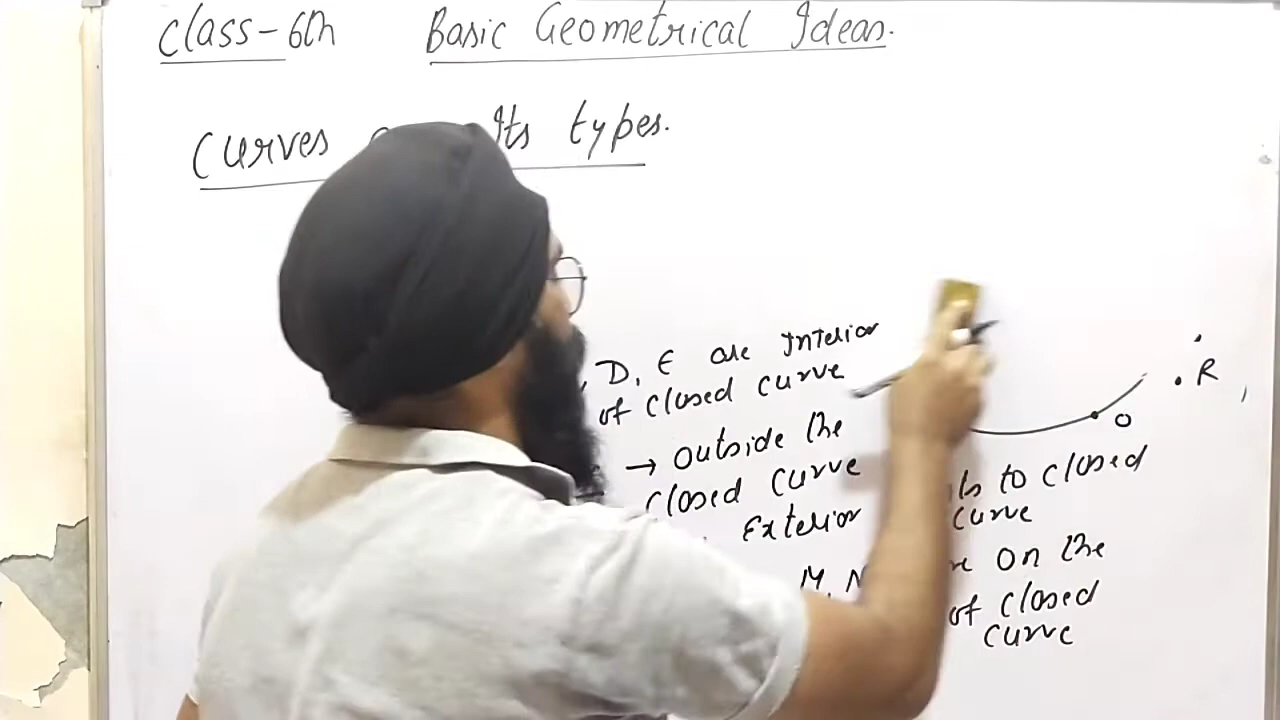 Class-6th Basic Geometrical Ideas.
Curves Its types.
D, E are Interior
of closed curve
→ outside the
closed curve
Exterior
M, N
. R
O
to closed
curve
on the
of closed
curve